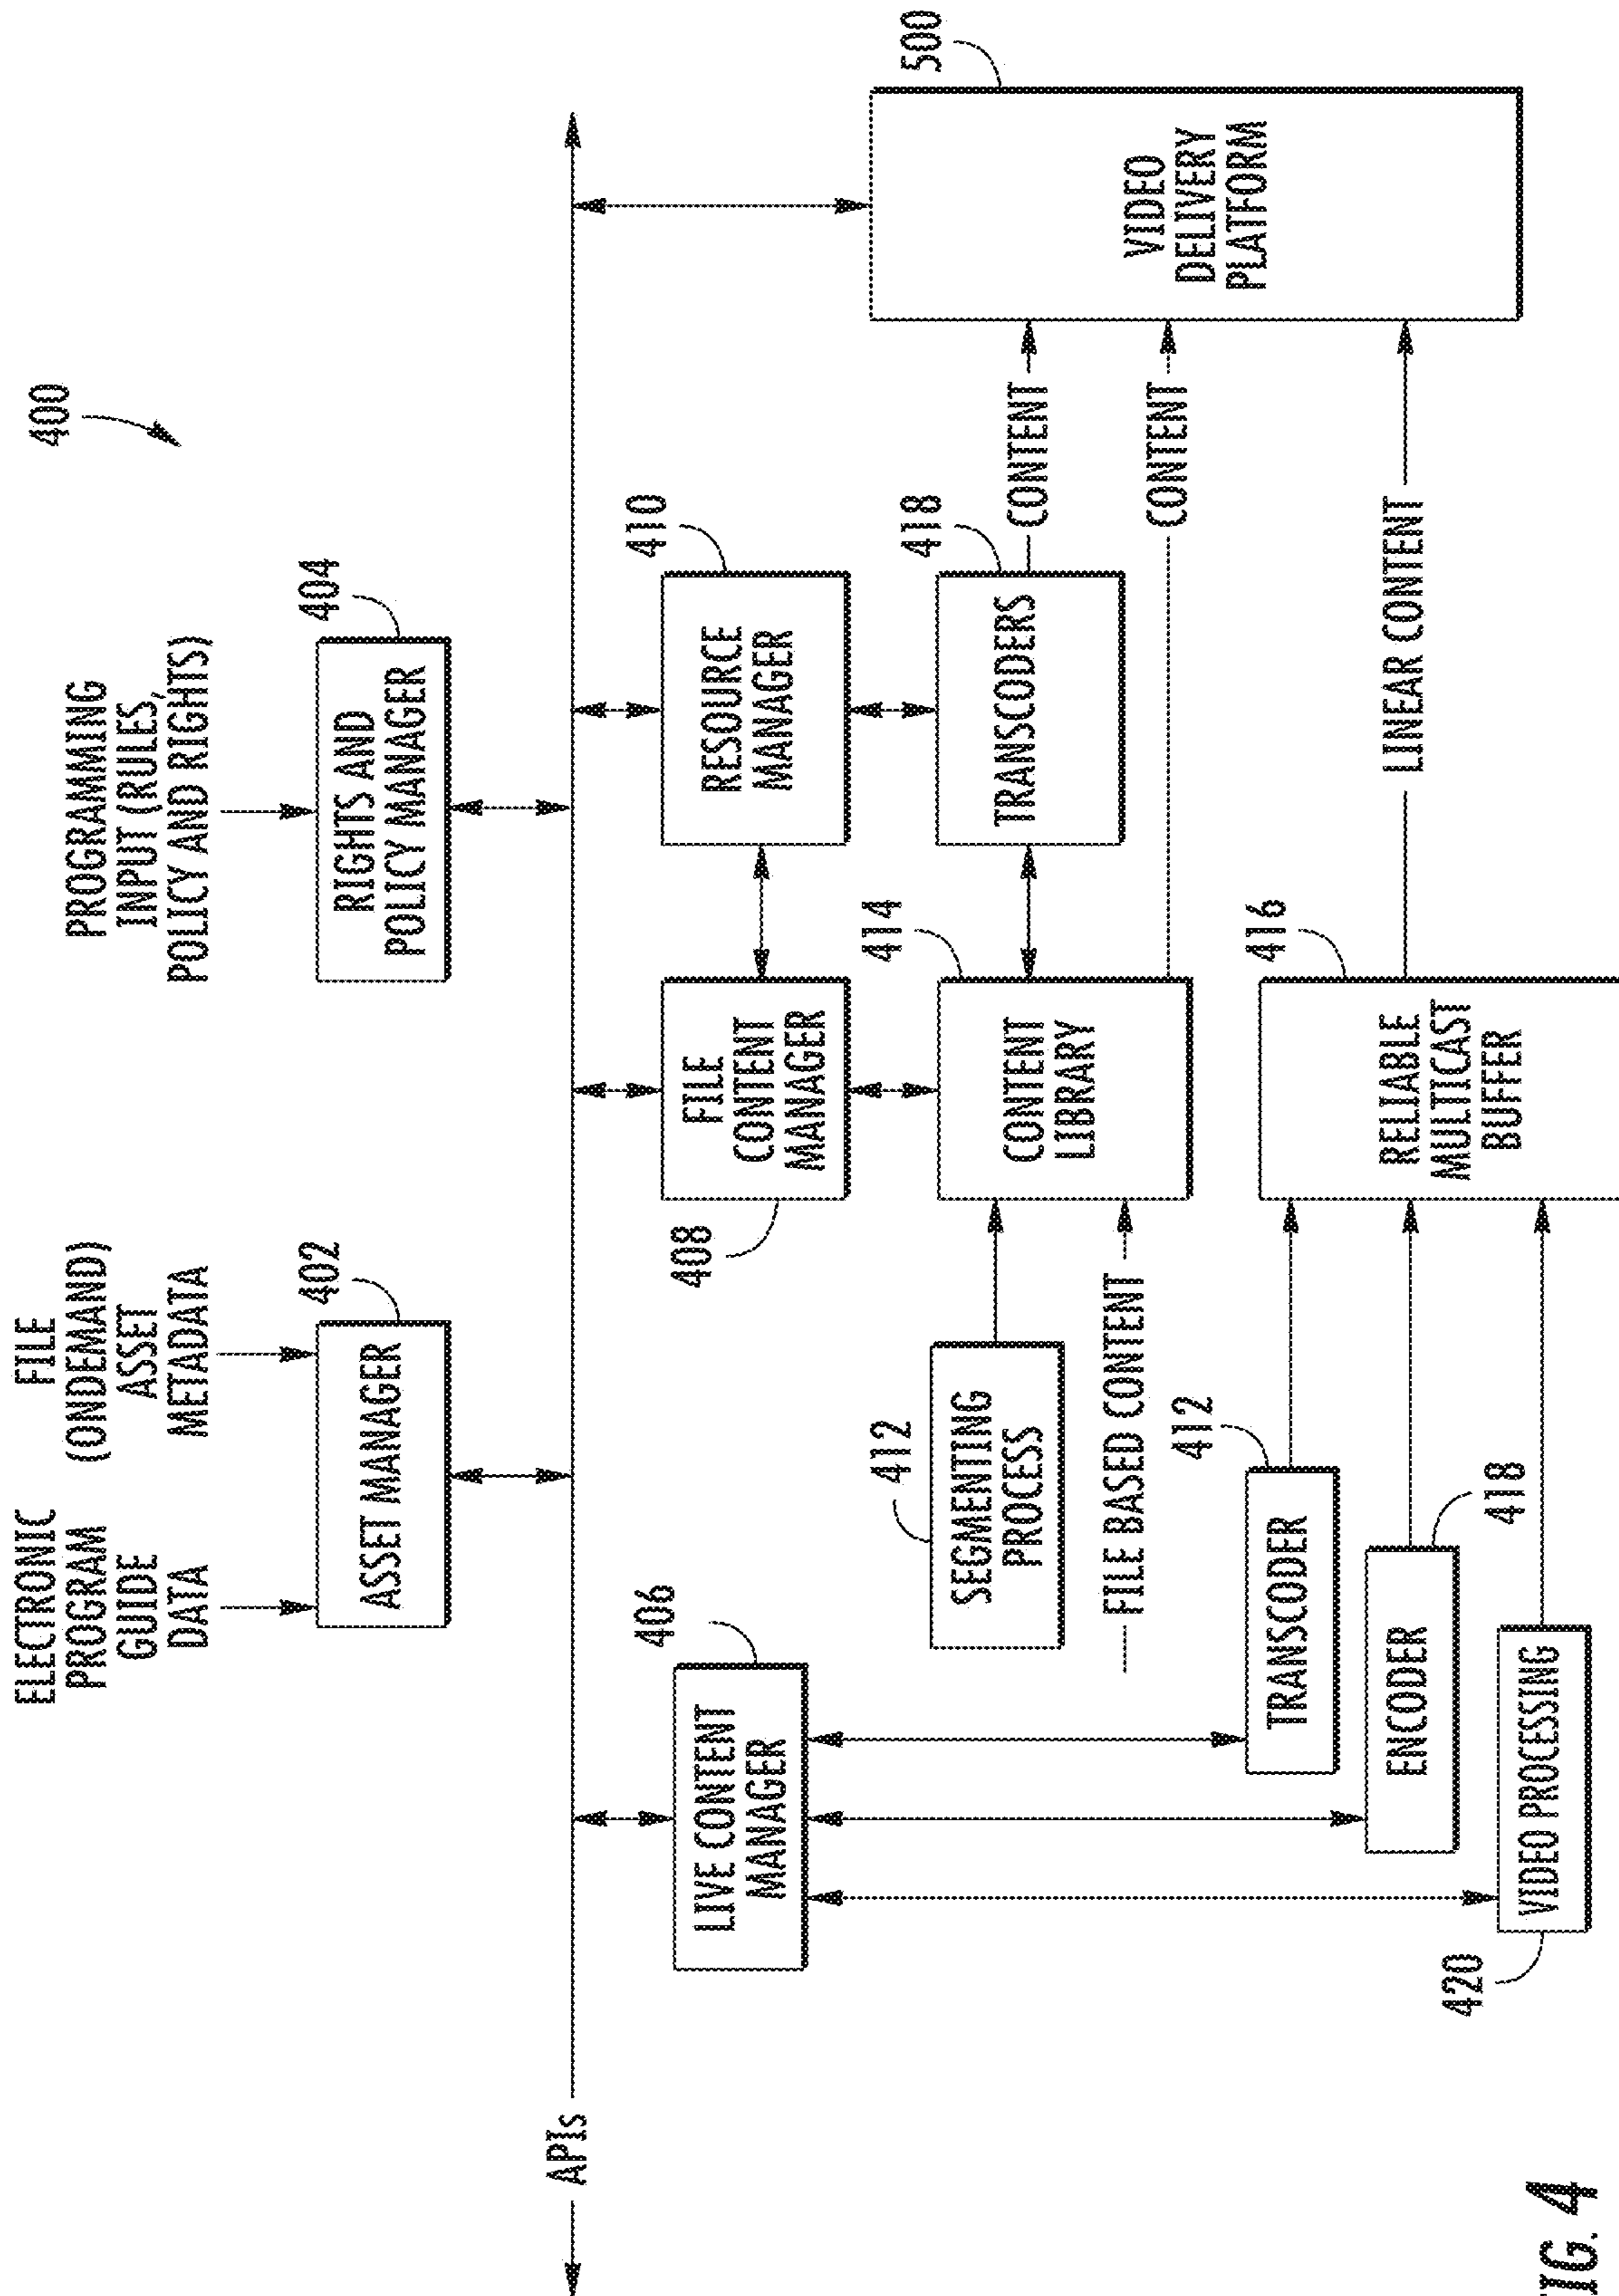 400
ELECTRONIC
PROGRAM
GUIDE
DATA
FILE
(ONDEMAND)
ASSET
METADATA
PROGRAMMING
INPUT (RULES,
POLICY AND RIGHTS)
402
ASSET MANAGER
404
RIGHTS AND
POLICY MANAGER
APIs
406
LIVE CONTENT
MANAGER
408
FILE
CONTENT
MANAGER
410
RESOURCE
MANAGER
500
VIDEO
DELIVERY
PLATFORM
412
SEGMENTING
PROCESS
414
CONTENT
LIBRARY
418
TRANSCODERS
CONTENT
FILE BASED CONTENT
CONTENT
412
TRANSCODER
416
RELIABLE
MULTICAST
BUFFER
LINEAR CONTENT
ENCODER
418
420
VIDEO PROCESSING
FIG. 4